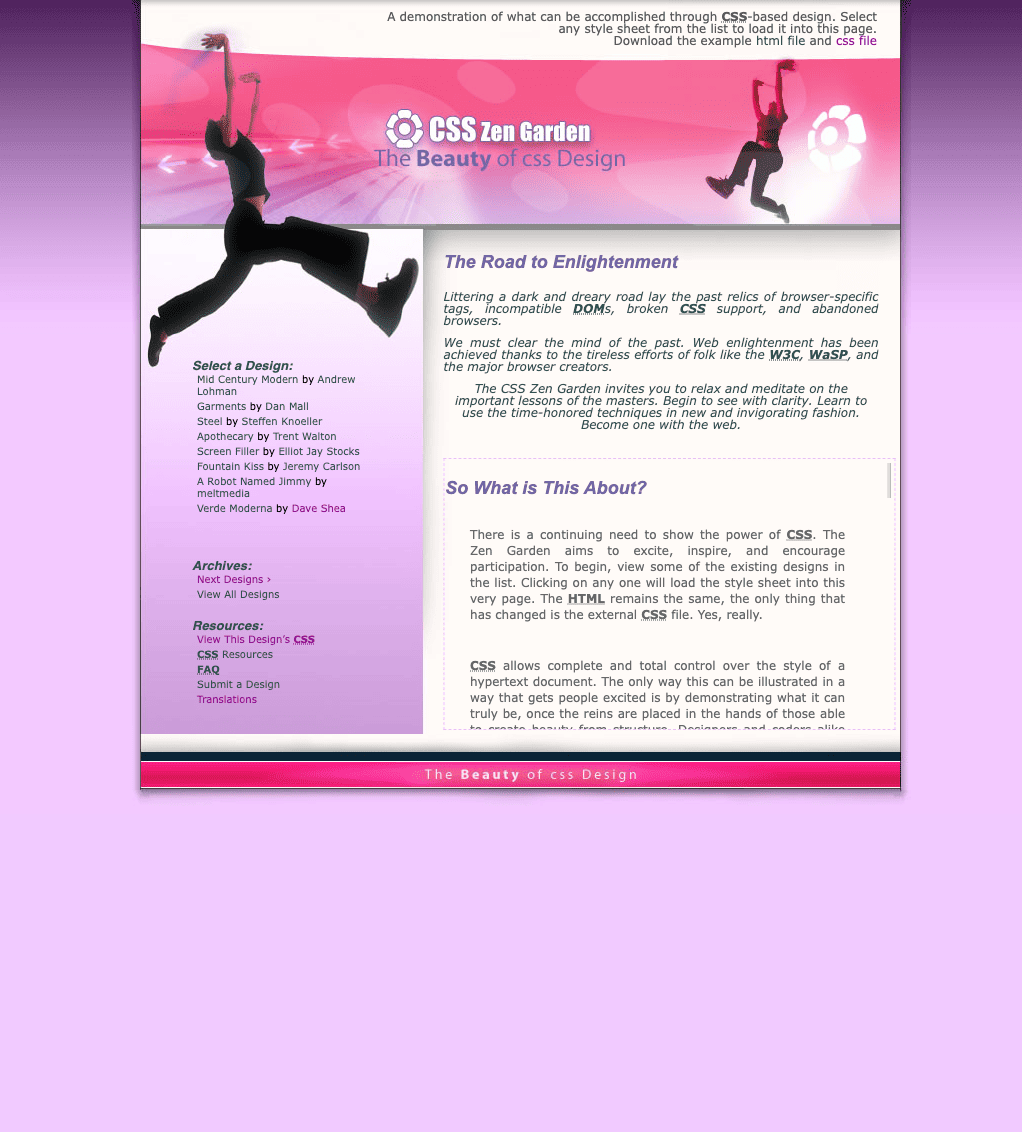 A demonstration of what can be accomplished through CSS-based design. Select
any style sheet from the list to load it into this page.
Download the example html file and css file
CSS Zen Garden
The Beauty of css Design
Select a Design:
Mid Century Modern by Andrew
Lohman
Garments by Dan Mall
Steel by Steffen Knoeller
Apothecary by Trent Walton
Screen Filler by Elliot Jay Stocks
Fountain Kiss by Jeremy Carlson
A Robot Named Jimmy by
meltmedia
Verde Moderna by Dave Shea
Archives:
Next Designs ›
View All Designs
Resources:
View This Design’s CSS
CSS Resources
FAQ
Submit a Design
Translations
The Road to Enlightenment
Littering a dark and dreary road lay the past relics of browser-specific
tags, incompatible DOMs, broken CSS support, and abandoned
browsers.
We must clear the mind of the past. Web enlightenment has been
achieved thanks to the tireless efforts of folk like the W3C, WaSP, and
the major browser creators.
The CSS Zen Garden invites you to relax and meditate on the
important lessons of the masters. Begin to see with clarity. Learn to
use the time-honored techniques in new and invigorating fashion.
Become one with the web.
So What is This About?
There is a continuing need to show the power of CSS. The
Zen Garden aims to excite, inspire, and encourage
participation. To begin, view some of the existing designs in
the list. Clicking on any one will load the style sheet into this
very page. The HTML remains the same, the only thing that
has changed is the external CSS file. Yes, really.
CSS allows complete and total control over the style of a
hypertext document. The only way this can be illustrated in a
way that gets people excited is by demonstrating what it can
truly be, once the reins are placed in the hands of those able
to create beauty from structure. Designers and coders alike
The Beauty of css Design